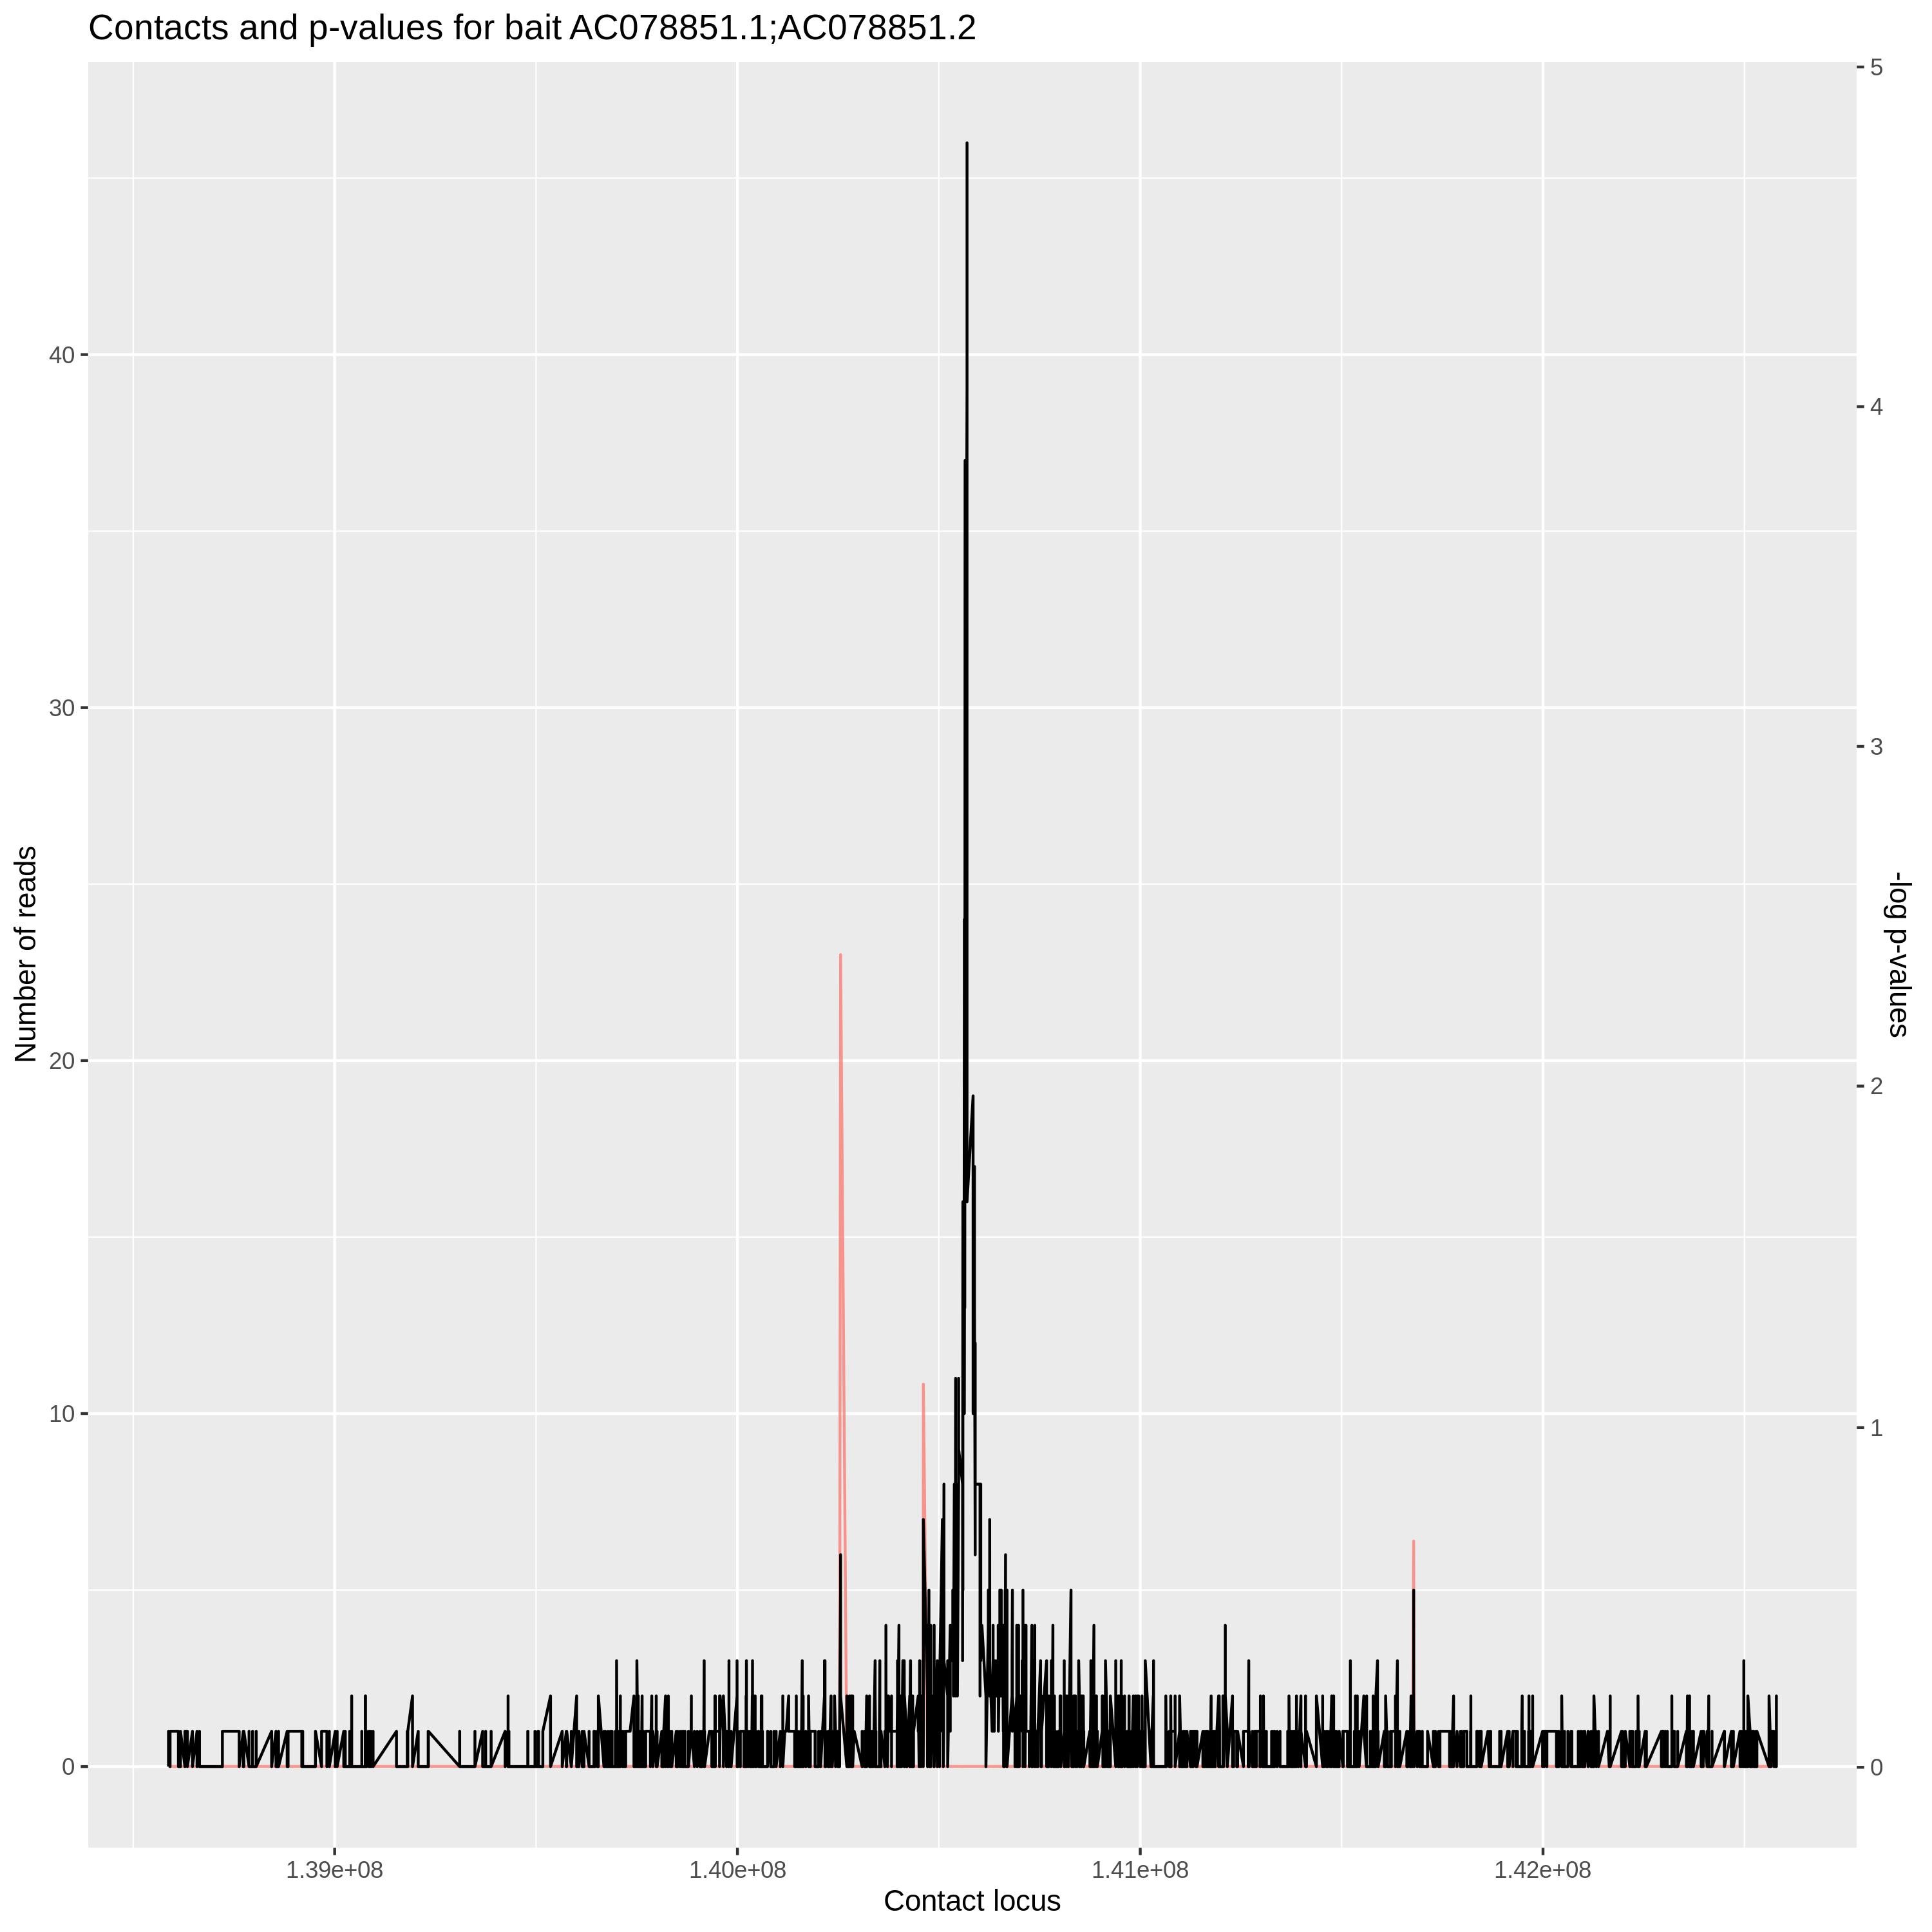 Contacts and p-values for bait AC078851.1;AC078851.2
5
4
3
2
1
0
40
30
20
10
0
Number of reads
-log p-values
1.39e+08
1.40e+08
1.41e+08
1.42e+08
Contact locus